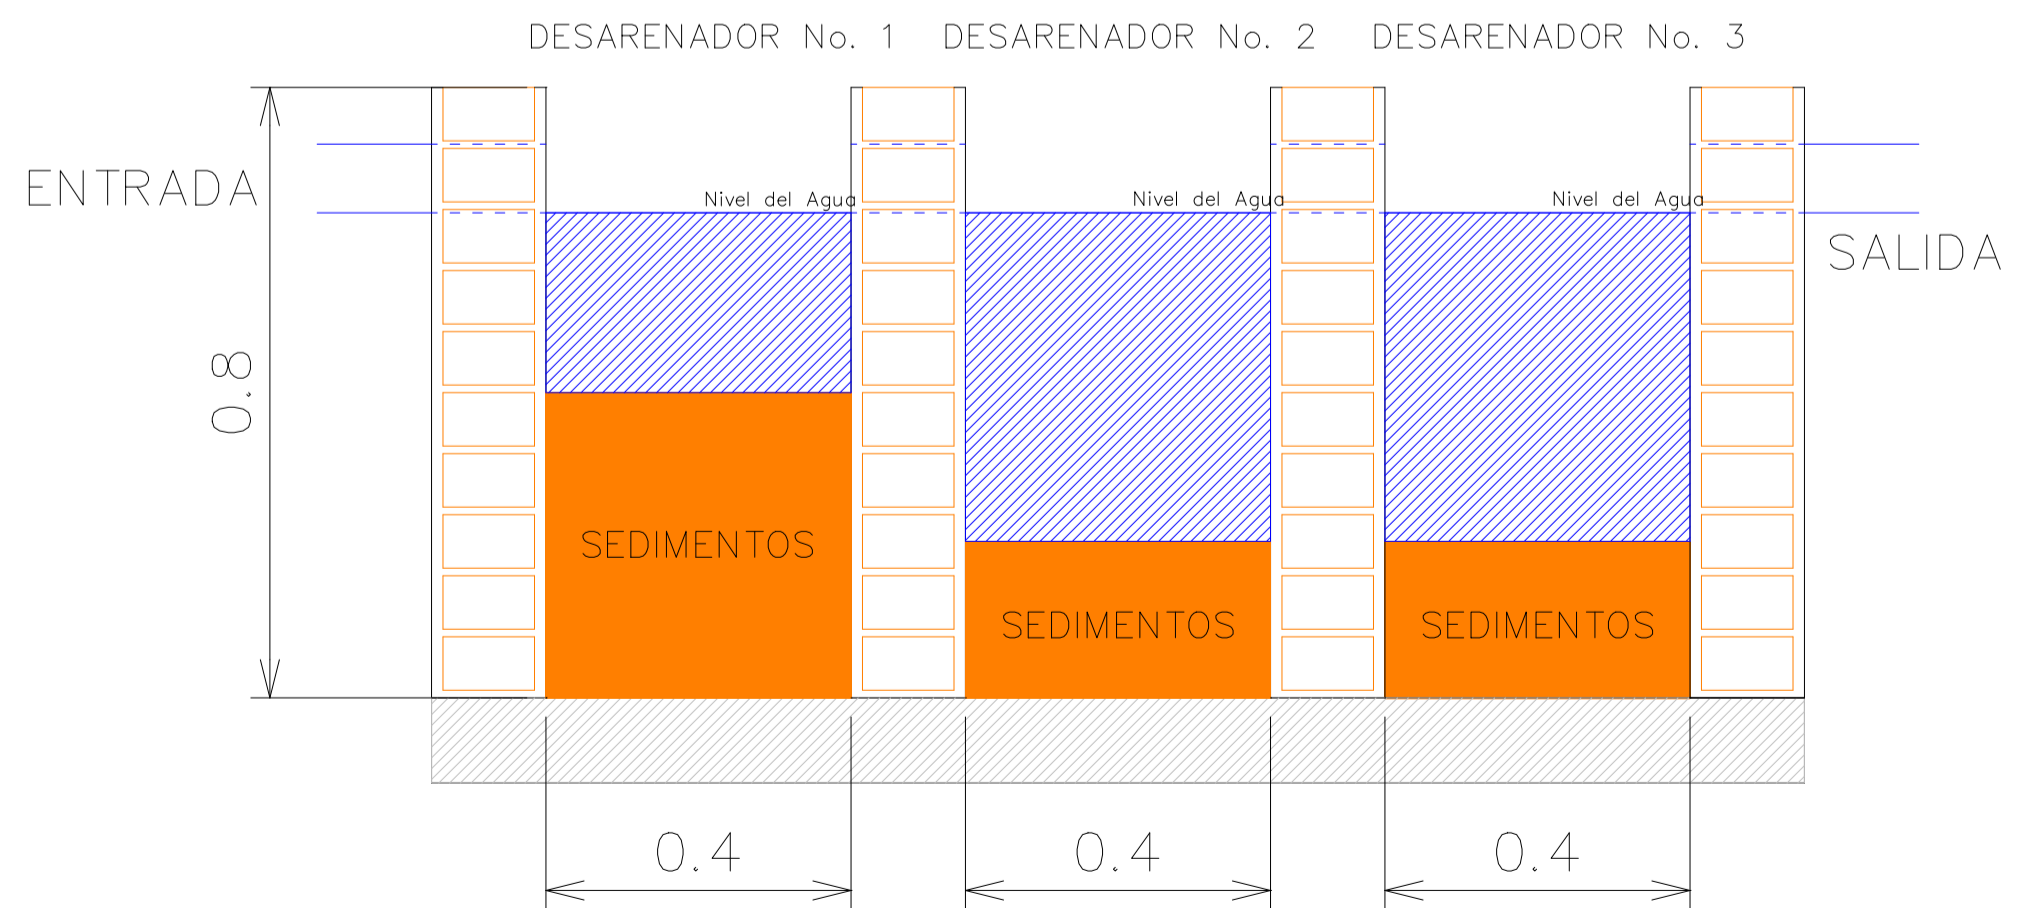 DESARENADOR No. 1 DESARENADOR No. 2 DESARENADOR No. 3
ENTRADA
Nivel del Agua Nivel del Agua Nivel del Agua
SALIDA
0.8
SEDIMENTOS
SEDIMENTOS SEDIMENTOS
0.4 0.4 0.4